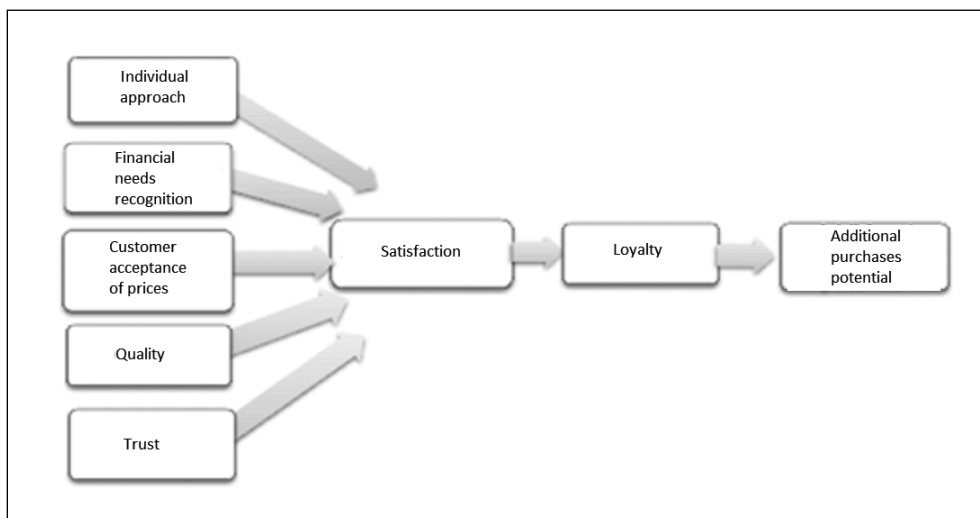 Individual
approach
Financial
needs
recognition
Customer
acceptance
of prices
Quality
Trust
Satisfaction
Loyalty
Additional
purchases
potential